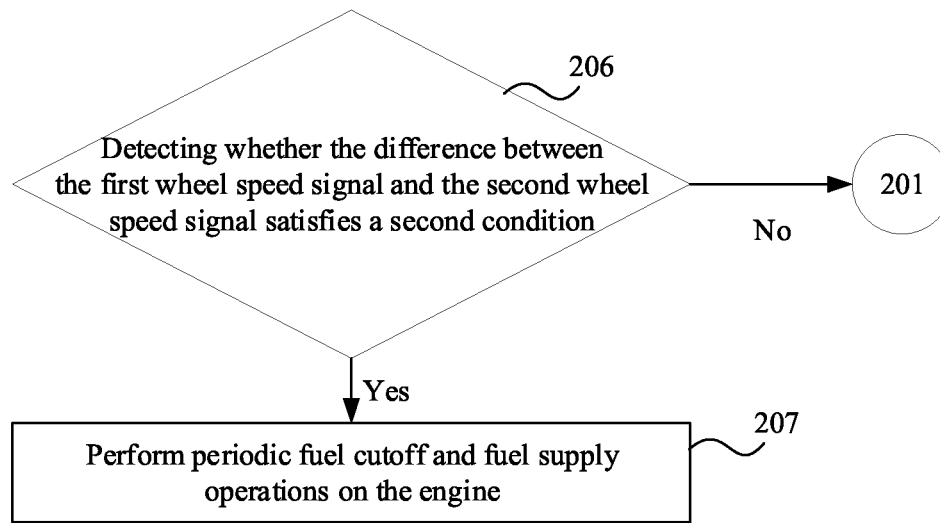 206
Detecting whether the difference between
the first wheel speed signal and the second wheel
speed signal satisfies a second condition
201
No
Yes
207
Perform periodic fuel cutoff and fuel supply
operations on the engine